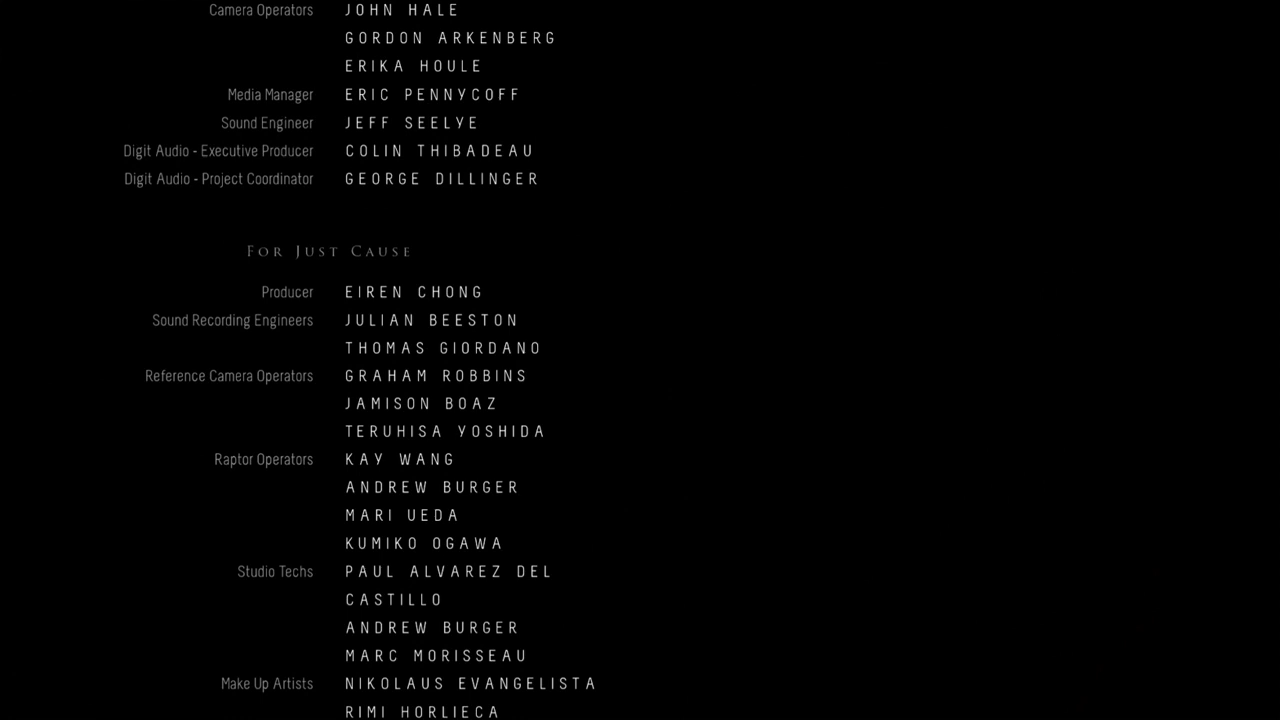 Camera Operators JOHN HALE
GORDON ARKENBERG
ERIKA HOULE
Media Manager ERIC PENNYCOFF
Sound Engineer JEFF SEELYE
Digit Audio - Executive Producer COLIN THIBADEAU
Digit Audio - Project Coordinator GEORGE DILLINGER
FOR JUST CAUSE
Producer EIREN CHONG
Sound Recording Engineers JULIAN BEESTON
THOMAS GIORDANO
Reference Camera Operators GRAHAM ROBBINS
JAMISON BOAZ
TERUHISA YOSHIDA
Raptor Operators KAY WANG
ANDREW BURGER
MARI UEDA
KUMIKO OGAWA
Studio Techs PAUL ALVAREZ DEL
CASTILLO
ANDREW BURGER
MARC MORISSEAU
Make Up Artists NIKOLAUS EVANGELISTA
RIMI HORLIECA